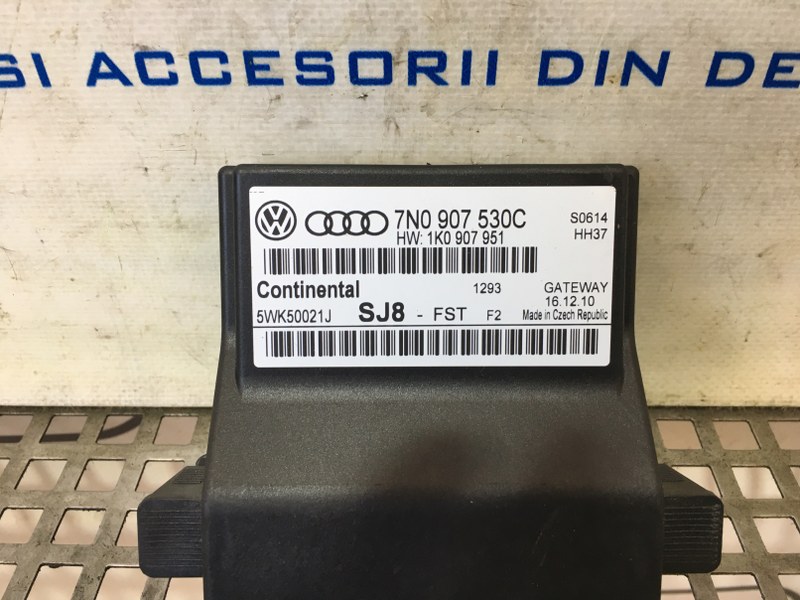 SI ACCESORII DIN DE
7N0 907 530C
S0614
HW: 1K0 907 951
HH37
Continental
1293
GATEWAY
16.12.10
5WK50021J SJ8 - FST F2
Made in Czech Republic